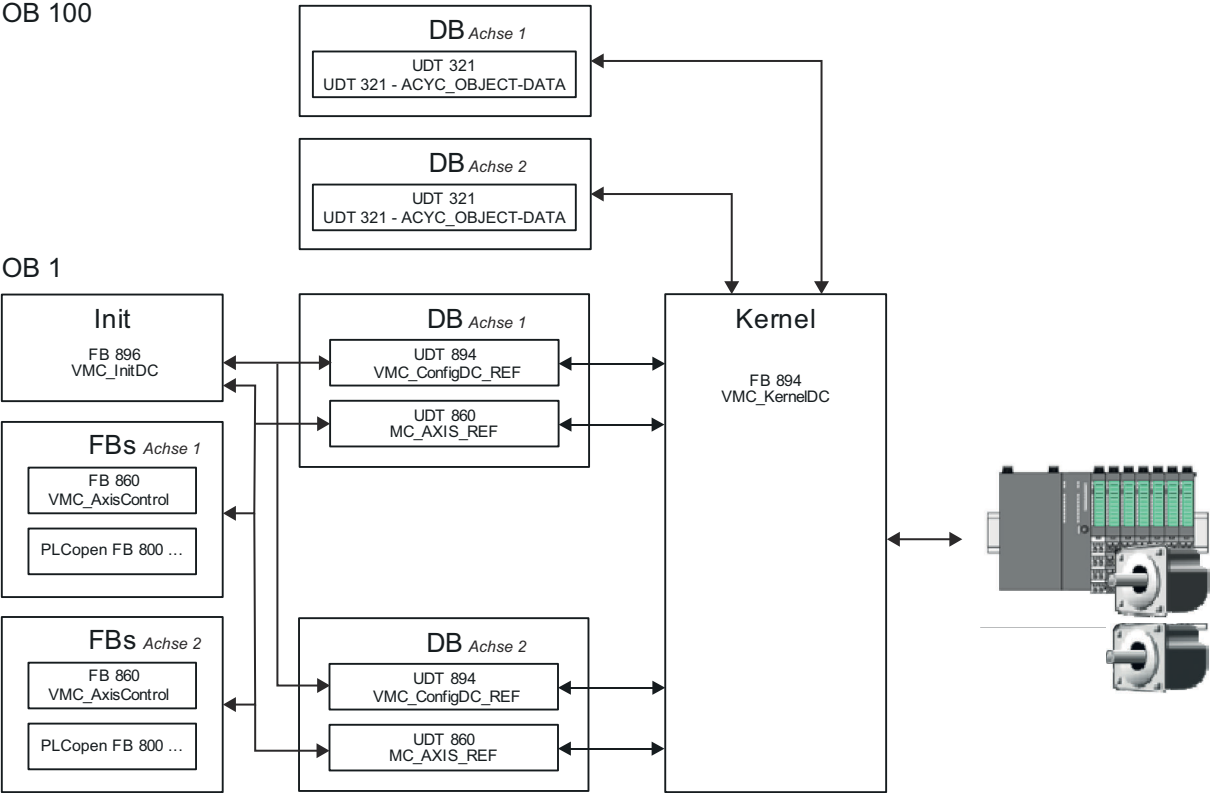 OB 100
DB Achse 1
UDT 321
UDT 321 - ACYC_OBJECT-DATA
DB Achse 2
UDT 321
UDT 321 - ACYC_OBJECT-DATA
OB 1
Init
FB 896
VMC_InitDC
FBs Achse 1
FB 860
VMC_AxisControl
PLCopen FB 800 ...
FBs Achse 2
FB 860
VMC_AxisControl
PLCopen FB 800 ...
DB Achse 1
UDT 894
VMC_ConfigDC_REF
UDT 860
MC_AXIS_REF
DB Achse 2
UDT 894
VMC_ConfigDC_REF
UDT 860
MC_AXIS_REF
Kernel
FB 894
VMC_KernelDC